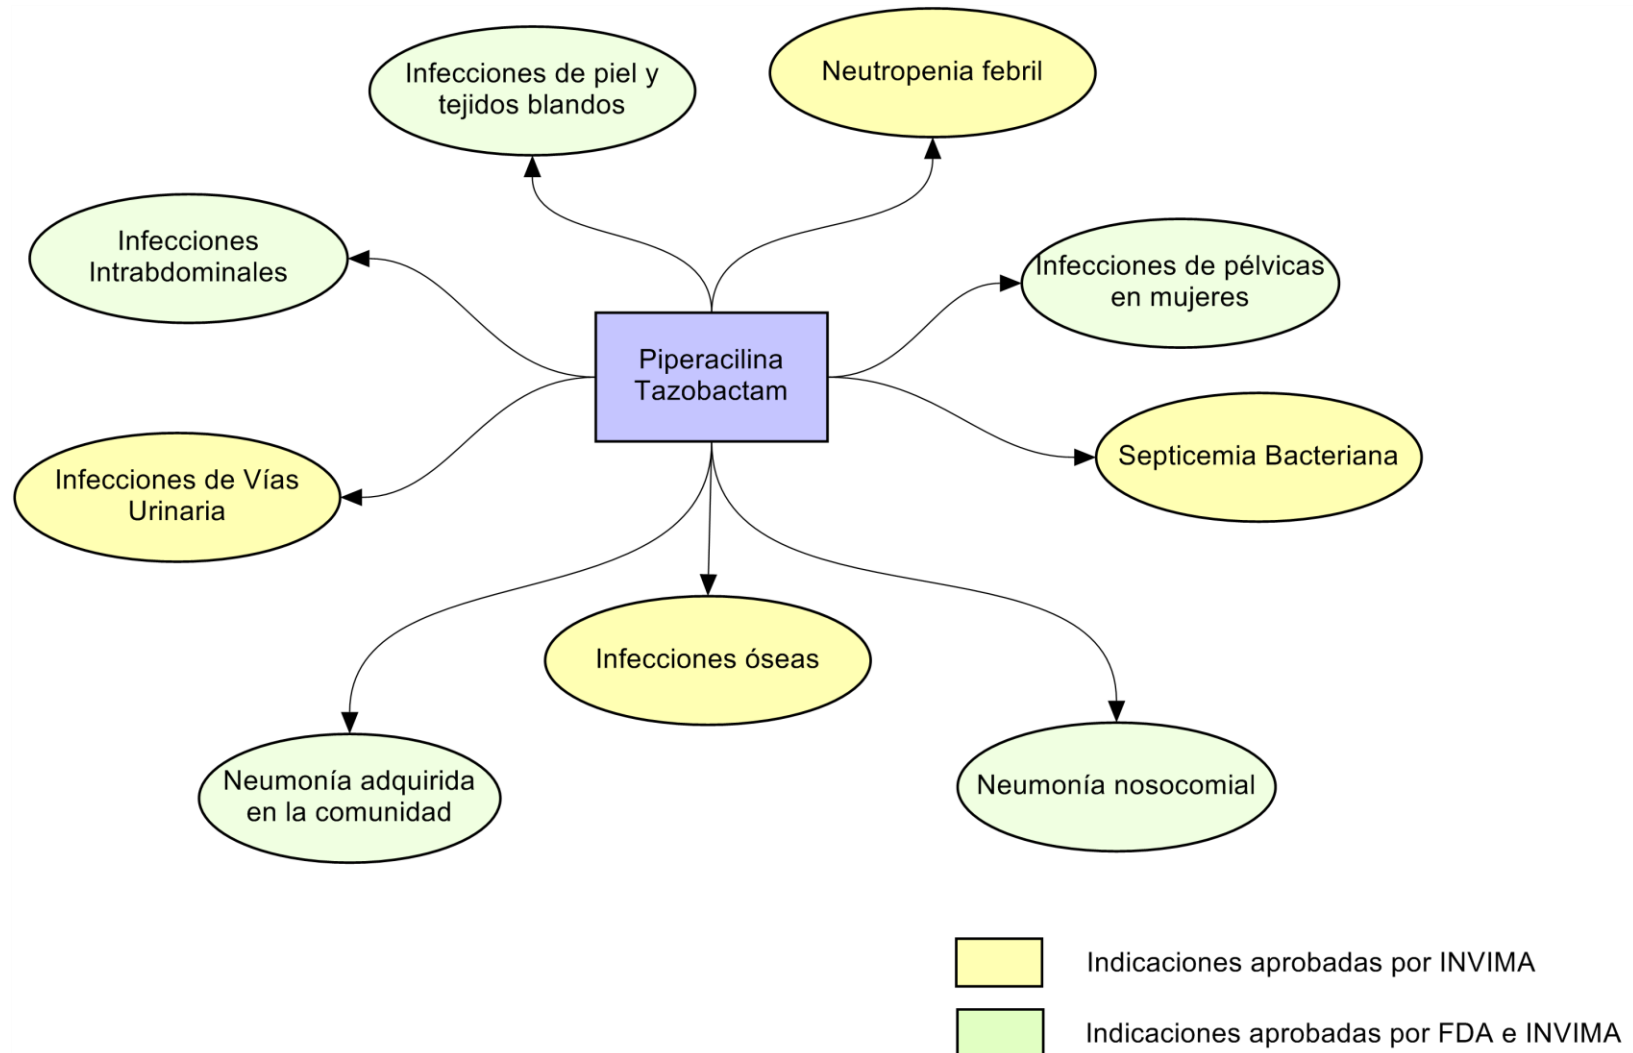 Infecciones de piel y
tejidos blandos
Neutropenia febril
Infecciones
Intrabdominales
Infecciones de pélvicas
en mujeres
Piperacilina
Tazobactam
Septicemia Bacteriana
Infecciones de Vías
Urinaria
Infecciones óseas
Neumonía adquirida
en la comunidad
Neumonía nosocomial
Indicaciones aprobadas por INVIMA
Indicaciones aprobadas por FDA e INVIMA